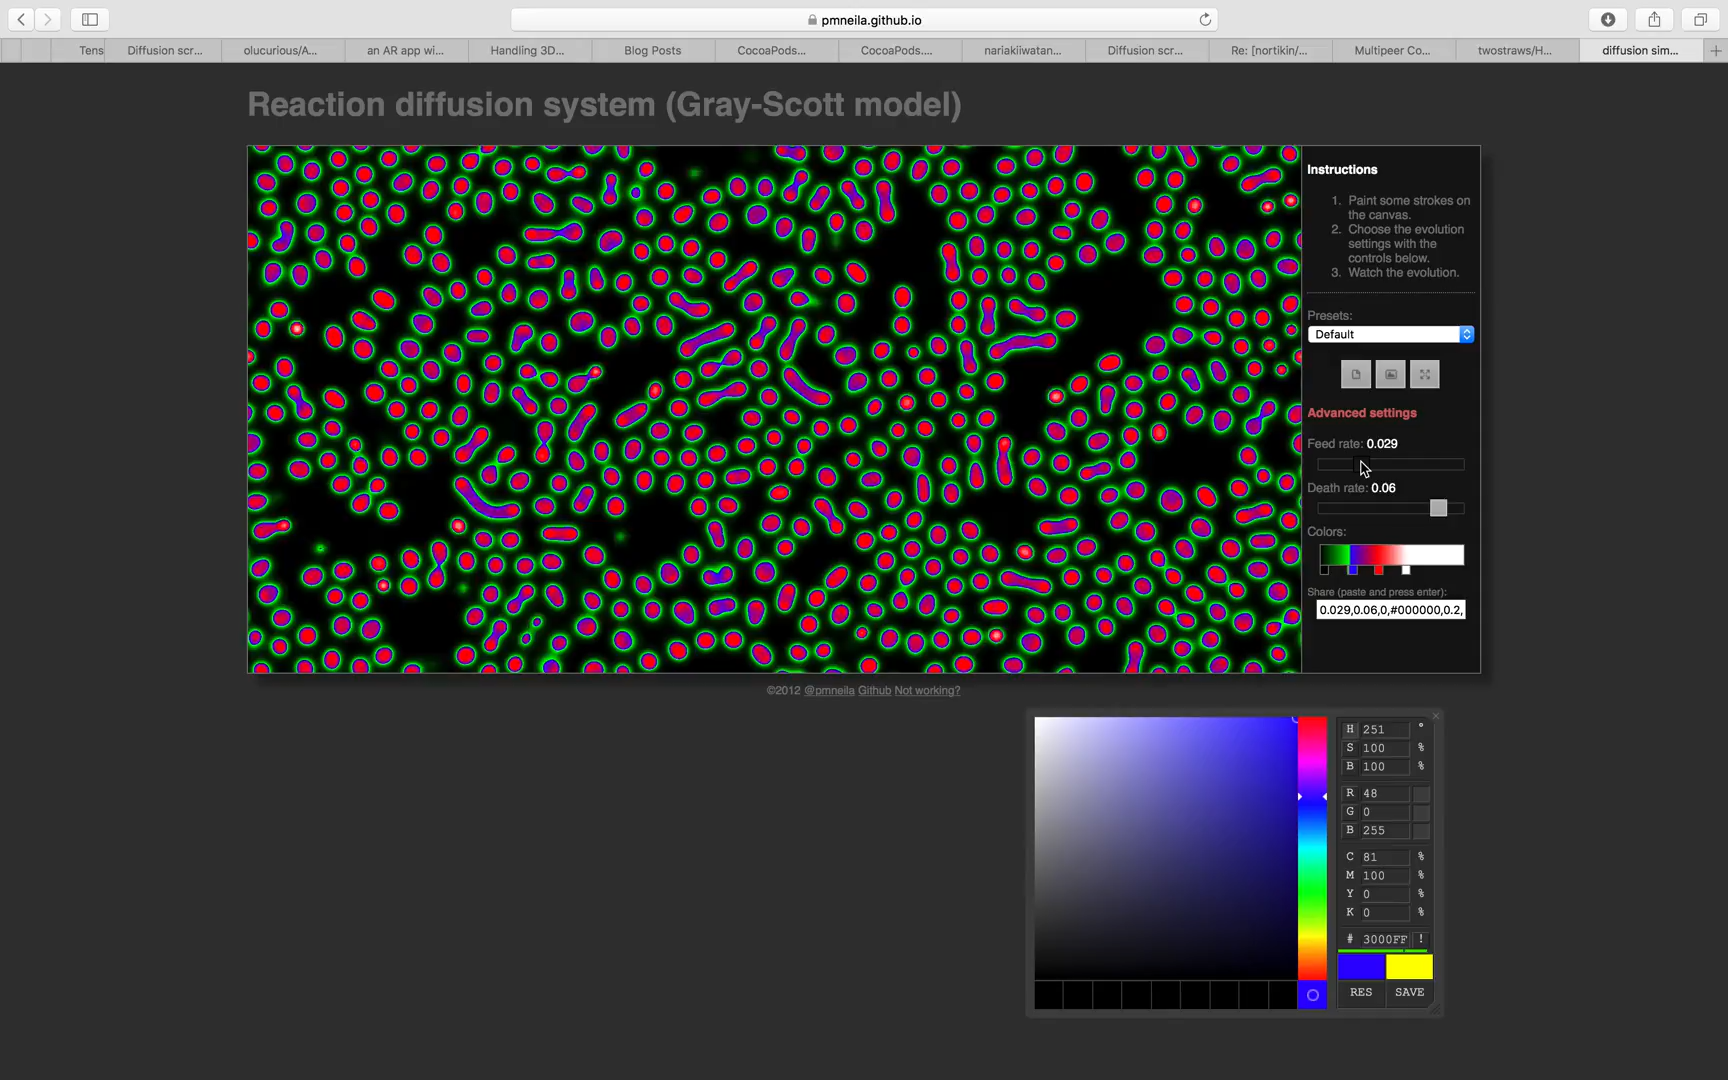 pmneila.github.io
Tens
Diffusion scr...
olucurious/A...
an AR app wi...
Handling 3D...
Blog Posts
CocoaPods...
CocoaPods....
nariakiiwatan...
Diffusion scr...
Re: [nortikin/...
Multipeer Co...
twostraws/H...
diffusion sim...
Reaction diffusion system (Gray-Scott model)
Instructions
1. Paint some strokes on
the canvas.
2. Choose the evolution
settings with the
controls below.
3. Watch the evolution.
Presets:
Default
Advanced settings
Feed rate: 0.029
Death rate: 0.06
Colors:
Share (paste and press enter):
0.029,0.06,0,#000000,0.2,
©2012 @pmneila Github Not working?
H 251 °
S 100 %
B 100 %
R 48
G 0
B 255
C 81 %
M 100 %
Y 0 %
K 0 %
# 3000FF !
RES SAVE